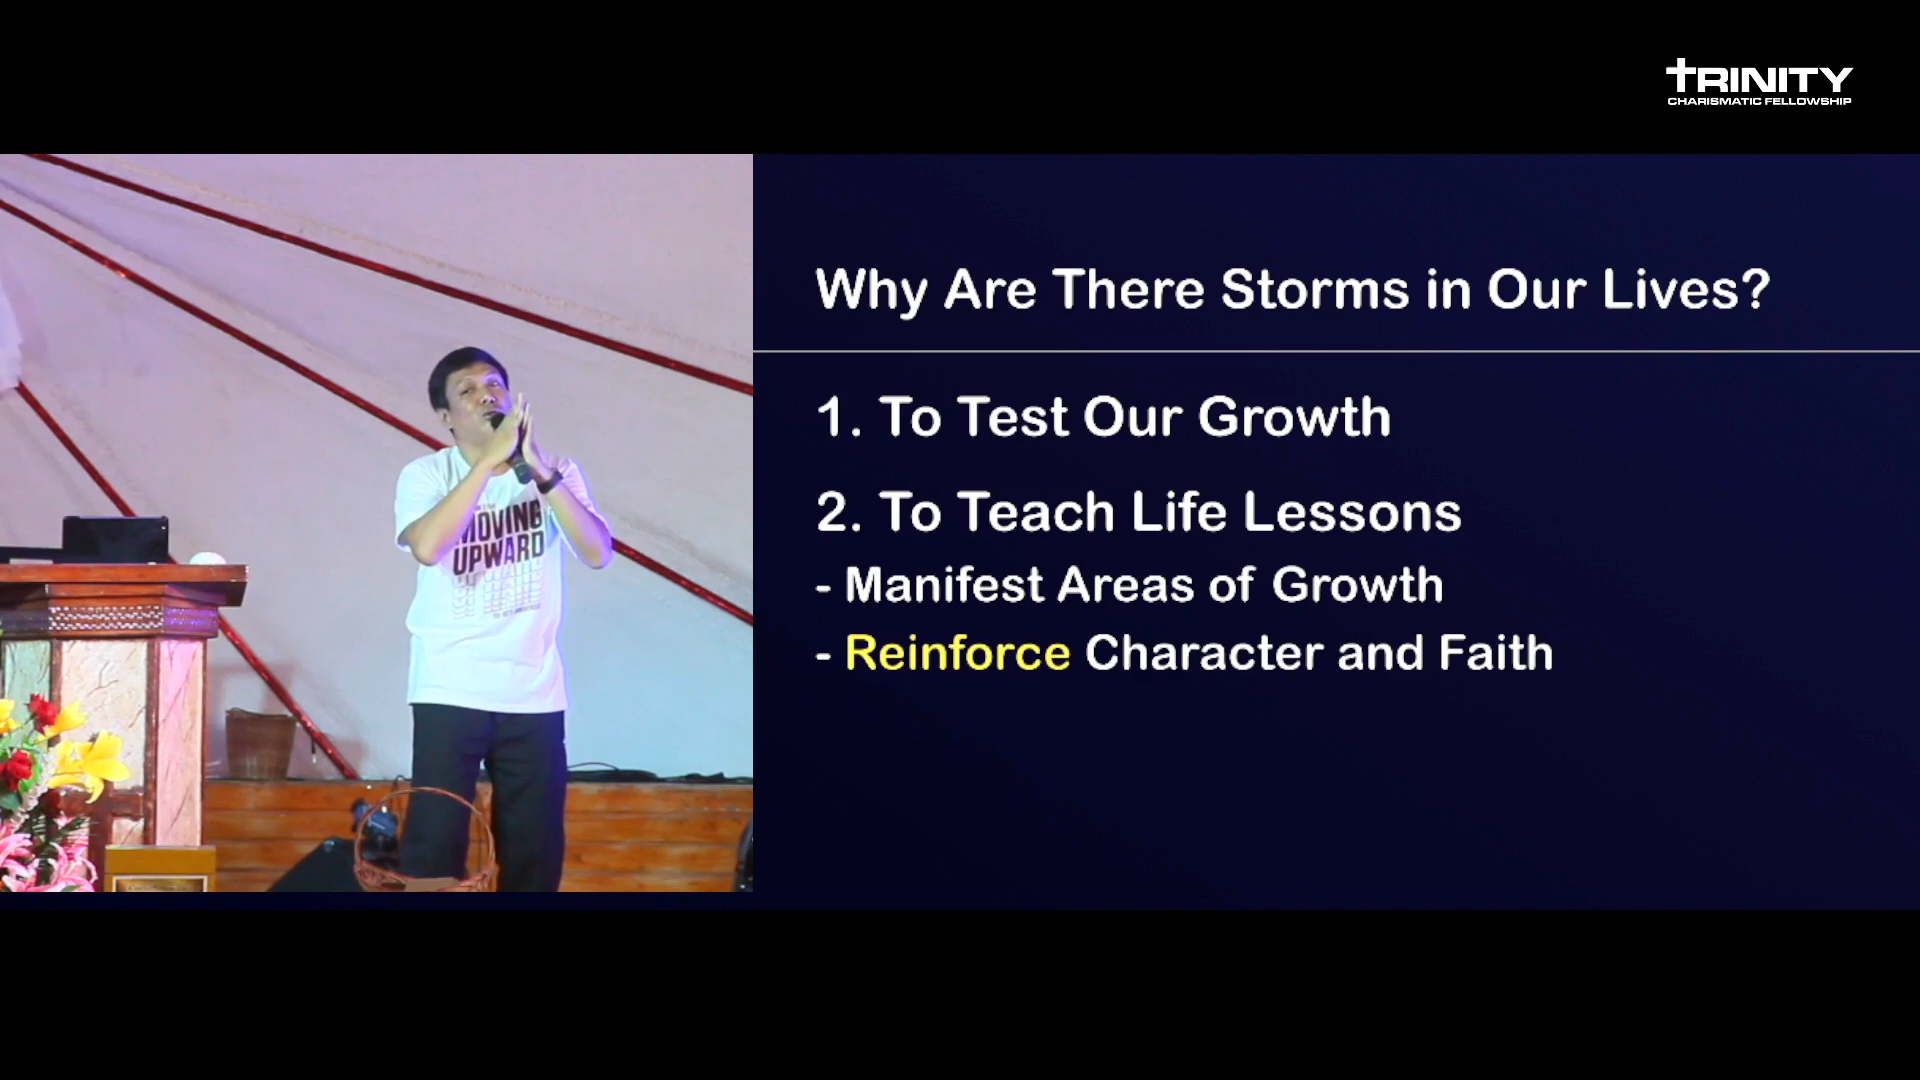 TRINITY
CHARISMATIC FELLOWSHIP
Why Are There Storms in Our Lives?
1. To Test Our Growth
2. To Teach Life Lessons
- Manifest Areas of Growth
- Reinforce Character and Faith
MOVING
UPWARD